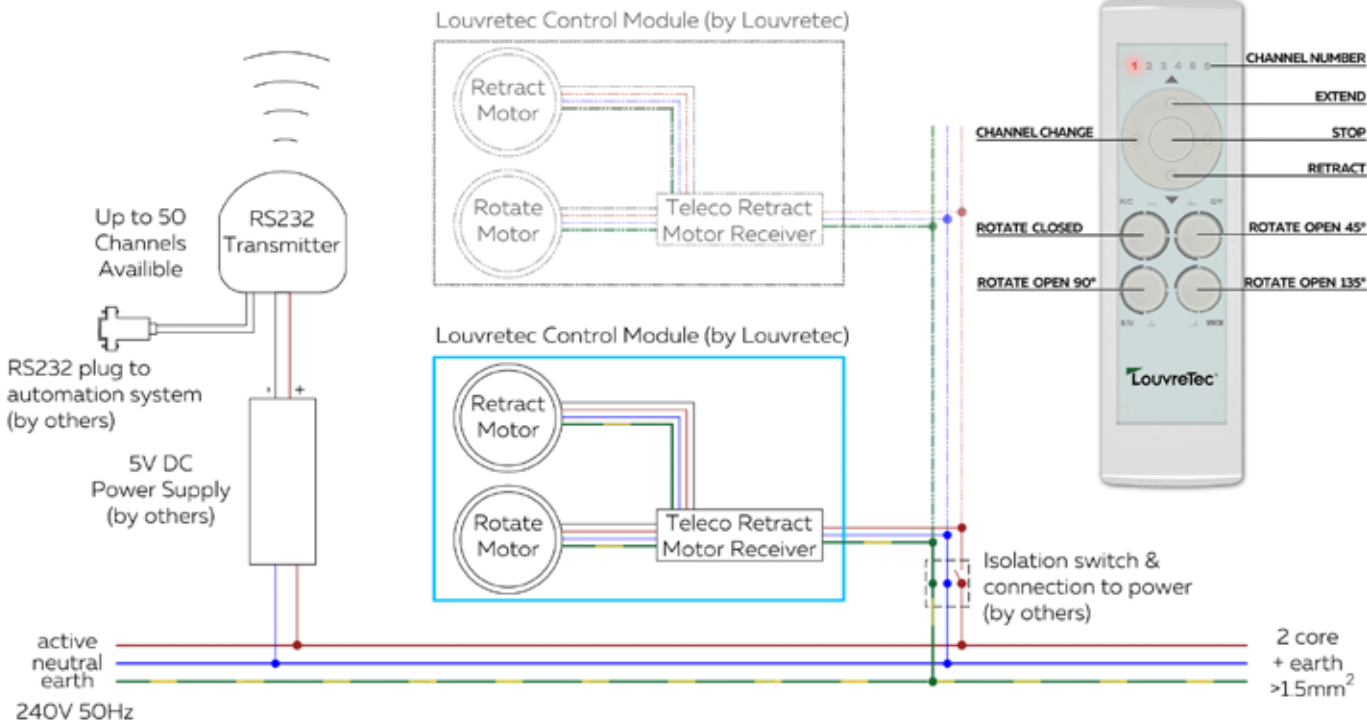 Louvretec Control Module (by Louvretec)
Retract
Motor
Rotate
Motor
Teleco Retract
Motor Receiver
Up to 50
Channels
Availible
RS232
Transmitter
RS232 plug to
automation system
(by others)
- +
5V DC
Power Supply
(by others)
Louvretec Control Module (by Louvretec)
Retract
Motor
Rotate
Motor
Teleco Retract
Motor Receiver
Isolation switch &
connection to power
(by others)
active
neutral
earth
240V 50Hz
2 core
+ earth
>1.5mm²
1 2 3 4 5 6
CHANNEL NUMBER
EXTEND
CHANNEL CHANGE
STOP
RETRACT
ROTATE CLOSED
ROTATE OPEN 45°
ROTATE OPEN 90°
ROTATE OPEN 135°
LouvreTec